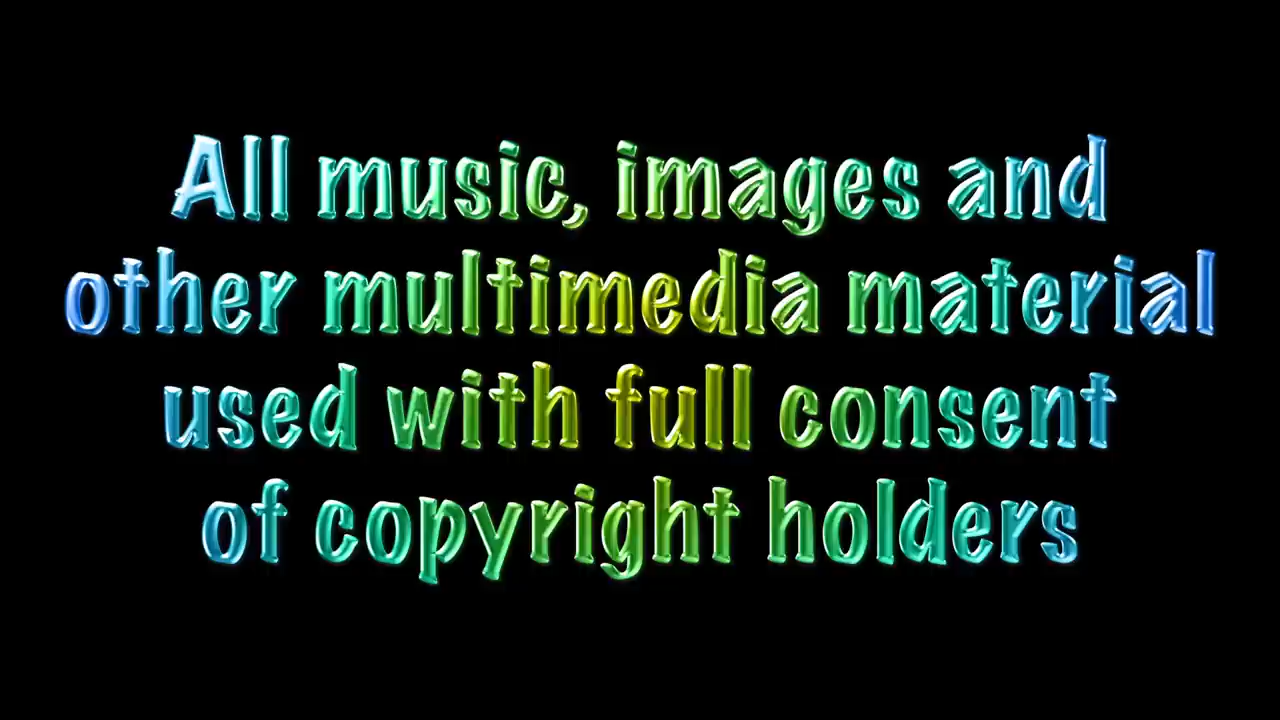 All music, images and
other multimedia material
used with full consent
of copyright holders